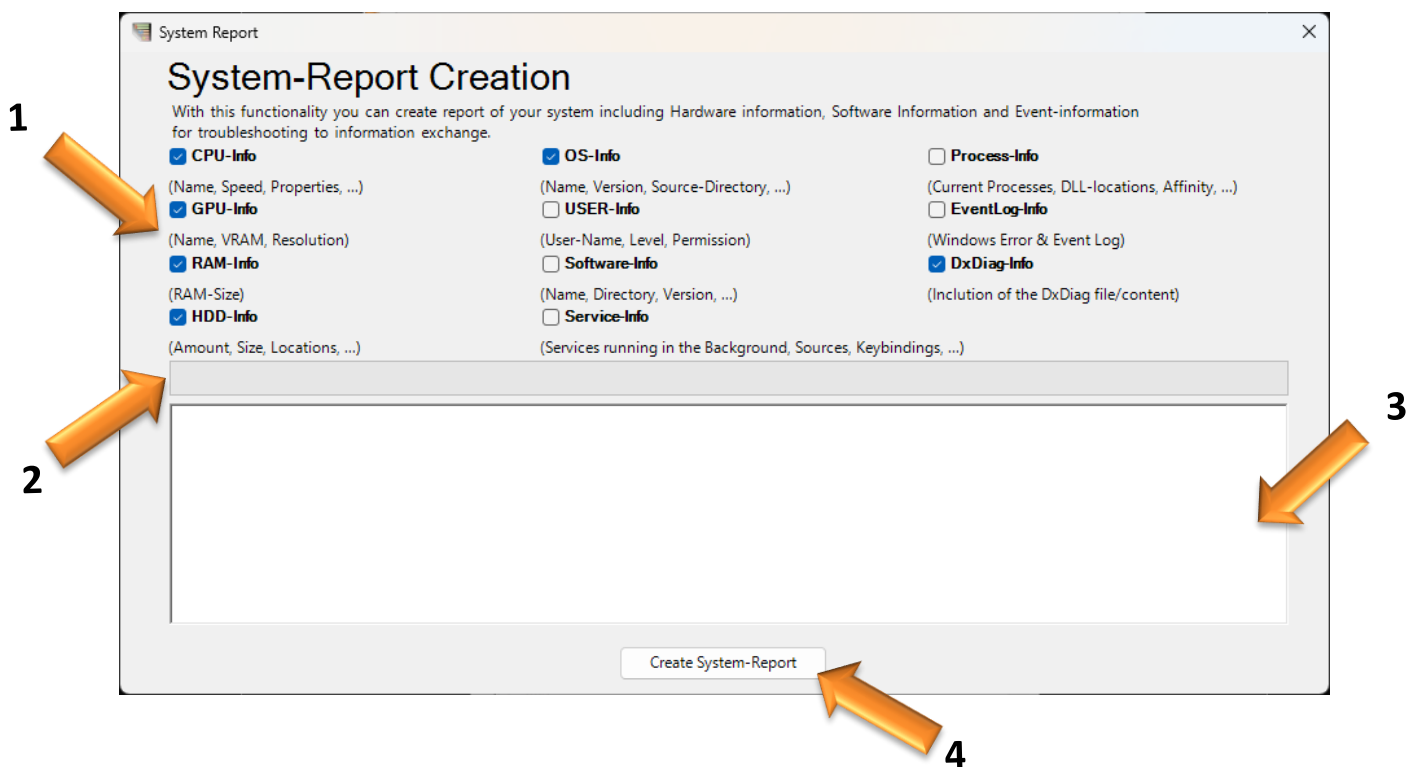 System Report
System-Report Creation
With this functionality you can create report of your system including Hardware information, Software Information and Event-information
for troubleshooting to information exchange.
1
CPU-Info
OS-Info
Process-Info
(Name, Speed, Properties, ...)
(Name, Version, Source-Directory, ...)
(Current Processes, DLL-locations, Affinity, ...)
GPU-Info
USER-Info
EventLog-Info
(Name, VRAM, Resolution)
(User-Name, Level, Permission)
(Windows Error & Event Log)
RAM-Info
Software-Info
DxDiag-Info
(RAM-Size)
(Name, Directory, Version, ...)
(Inclution of the DxDiag file/content)
HDD-Info
Service-Info
(Amount, Size, Locations, ...)
(Services running in the Background, Sources, Keybindings, ...)
2
3
Create System-Report
4